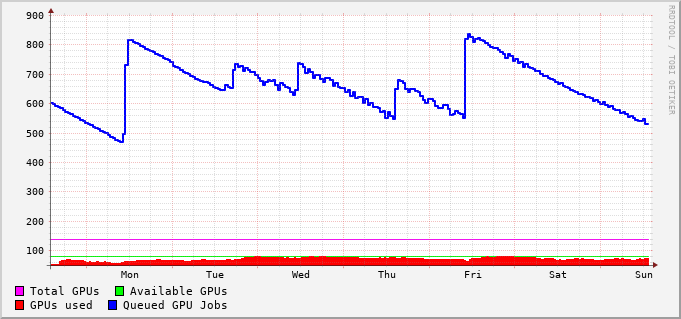 900
800
700
600
500
400
300
200
100
Mon Tue Wed Thu Fri Sat Sun
Total GPUs Available GPUs
GPUs used Queued GPU Jobs
RRDTOOL / TOBI OETIKER